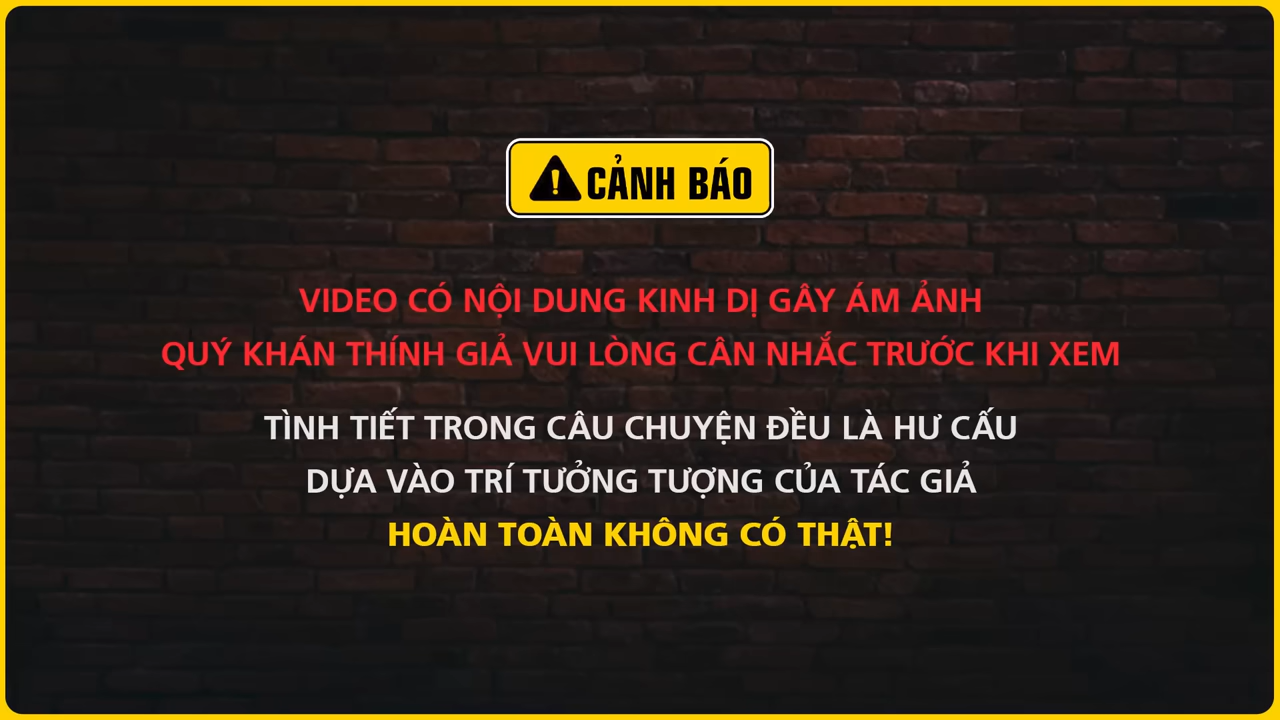 CẢNH BÁO
VIDEO CÓ NỘI DUNG KINH DỊ GÂY ÁM ẢNH
QUÝ KHÁN THÍNH GIẢ VUI LÒNG CÂN NHẮC TRƯỚC KHI XEM
TÌNH TIẾT TRONG CÂU CHUYỆN ĐỀU LÀ HƯ CẤU
DỰA VÀO TRÍ TƯỞNG TƯỢNG CỦA TÁC GIẢ
HOÀN TOÀN KHÔNG CÓ THẬT!